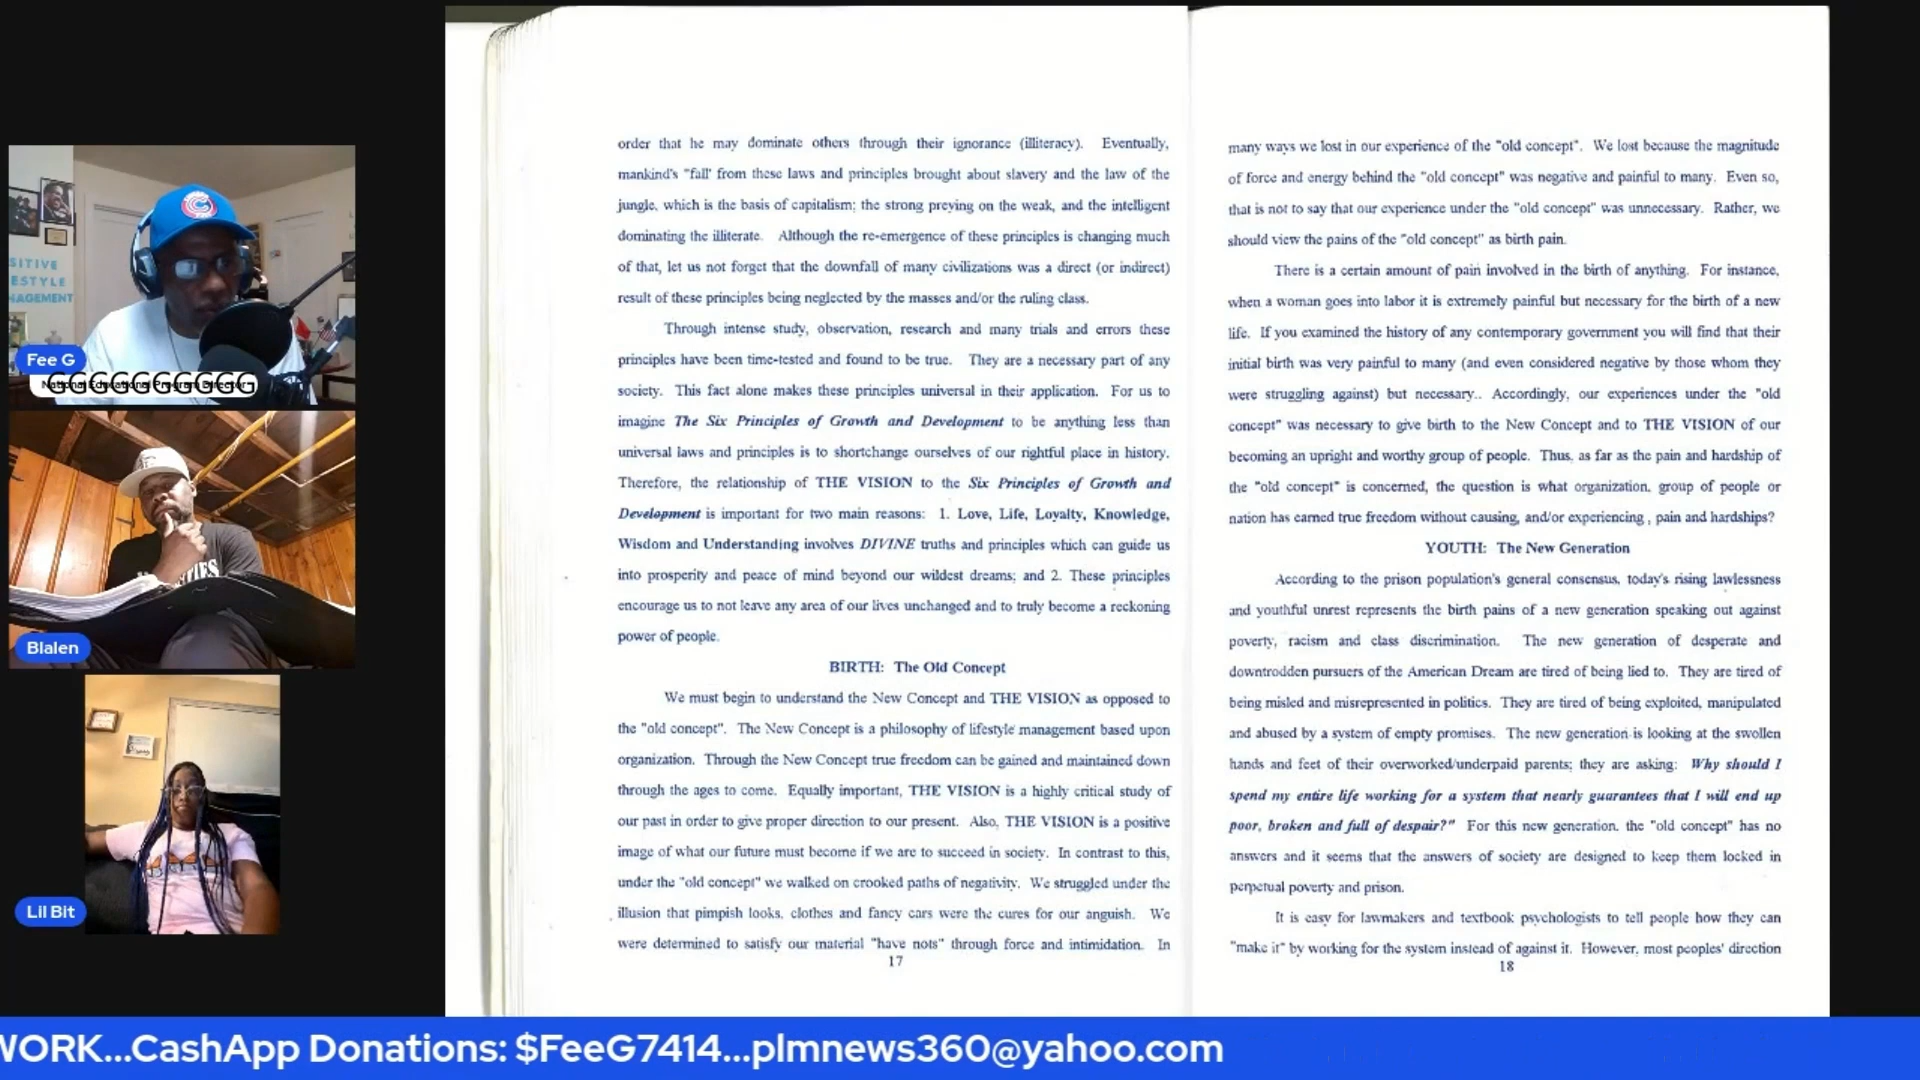 SITIVE
ESTYLE
NAGEMENT
Fee G
National Educational Program Director
GGGGGGGGG
Blalen
Lil Bit
order that he may dominate others through their ignorance (illiteracy). Eventually,
mankind's "fall' from these laws and principles brought about slavery and the law of the
jungle, which is the basis of capitalism; the strong preying on the weak, and the intelligent
dominating the illiterate. Although the re-emergence of these principles is changing much
of that, let us not forget that the downfall of many civilizations was a direct (or indirect)
result of these principles being neglected by the masses and/or the ruling class.
Through intense study, observation, research and many trials and errors these
principles have been time-tested and found to be true. They are a necessary part of any
society. This fact alone makes these principles universal in their application. For us to
imagine The Six Principles of Growth and Development to be anything less than
universal laws and principles is to shortchange ourselves of our rightful place in history.
Therefore, the relationship of THE VISION to the Six Principles of Growth and
Development is important for two main reasons: 1. Love, Life, Loyalty, Knowledge,
Wisdom and Understanding involves DIVINE truths and principles which can guide us
into prosperity and peace of mind beyond our wildest dreams; and 2. These principles
encourage us to not leave any area of our lives unchanged and to truly become a reckoning
power of people.
BIRTH: The Old Concept
We must begin to understand the New Concept and THE VISION as opposed to
the "old concept". The New Concept is a philosophy of lifestyle management based upon
organization. Through the New Concept true freedom can be gained and maintained down
through the ages to come. Equally important, THE VISION is a highly critical study of
our past in order to give proper direction to our present. Also, THE VISION is a positive
image of what our future must become if we are to succeed in society. In contrast to this,
under the "old concept" we walked on crooked paths of negativity. We struggled under the
illusion that pimpish looks, clothes and fancy cars were the cures for our anguish. We
were determined to satisfy our material "have nots" through force and intimidation. In
17
many ways we lost in our experience of the "old concept". We lost because the magnitude
of force and energy behind the "old concept" was negative and painful to many. Even so,
that is not to say that our experience under the "old concept" was unnecessary. Rather, we
should view the pains of the "old concept" as birth pain.
There is a certain amount of pain involved in the birth of anything. For instance,
when a woman goes into labor it is extremely painful but necessary for the birth of a new
life. If you examined the history of any contemporary government you will find that their
initial birth was very painful to many (and even considered negative by those whom they
were struggling against) but necessary.. Accordingly, our experiences under the "old
concept" was necessary to give birth to the New Concept and to THE VISION of our
becoming an upright and worthy group of people. Thus, as far as the pain and hardship of
the "old concept" is concerned, the question is what organization, group of people or
nation has earned true freedom without causing, and/or experiencing , pain and hardships?
YOUTH: The New Generation
According to the prison population's general consensus, today's rising lawlessness
and youthful unrest represents the birth pains of a new generation speaking out against
poverty, racism and class discrimination. The new generation of desperate and
downtrodden pursuers of the American Dream are tired of being lied to. They are tired of
being misled and misrepresented in politics. They are tired of being exploited, manipulated
and abused by a system of empty promises. The new generation is looking at the swollen
hands and feet of their overworked/underpaid parents; they are asking: Why should I
spend my entire life working for a system that nearly guarantees that I will end up
poor, broken and full of despair?" For this new generation, the "old concept" has no
answers and it seems that the answers of society are designed to keep them locked in
perpetual poverty and prison.
It is easy for lawmakers and textbook psychologists to tell people how they can
"make it" by working for the system instead of against it. However, most peoples' direction
18
WORK...CashApp Donations: $FeeG7414...plmnews360@yahoo.com